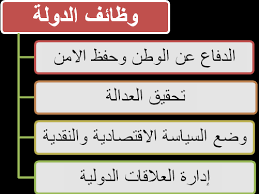 وظائف الدولة
الدفاع عن الوطن وحفظ الامن
تحقيق العدالة
وضع السياسة الاقتصادية والنقدية
إدارة العلاقات الدولية